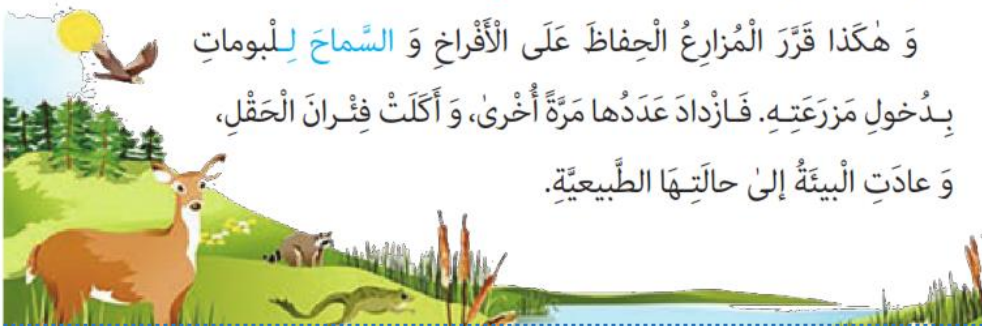 وَ هٰكَذا قَرَّرَ الْمُزارِعُ الْحِفاظَ عَلَى الْأَفْراخِ وَ السَّماحَ لِـلْبوماتِ
بِـدُخولِ مَزرَعَتِـهِ. فَـازْدادَ عَدَدُها مَرَّةً أُخْرىٰ، وَ أَكَلَتْ فِئْـرانَ الْحَقْلِ،
وَ عادَتِ الْبيئَةُ إلىٰ حالَتِـهَا الطَّبيعيَّةِ.